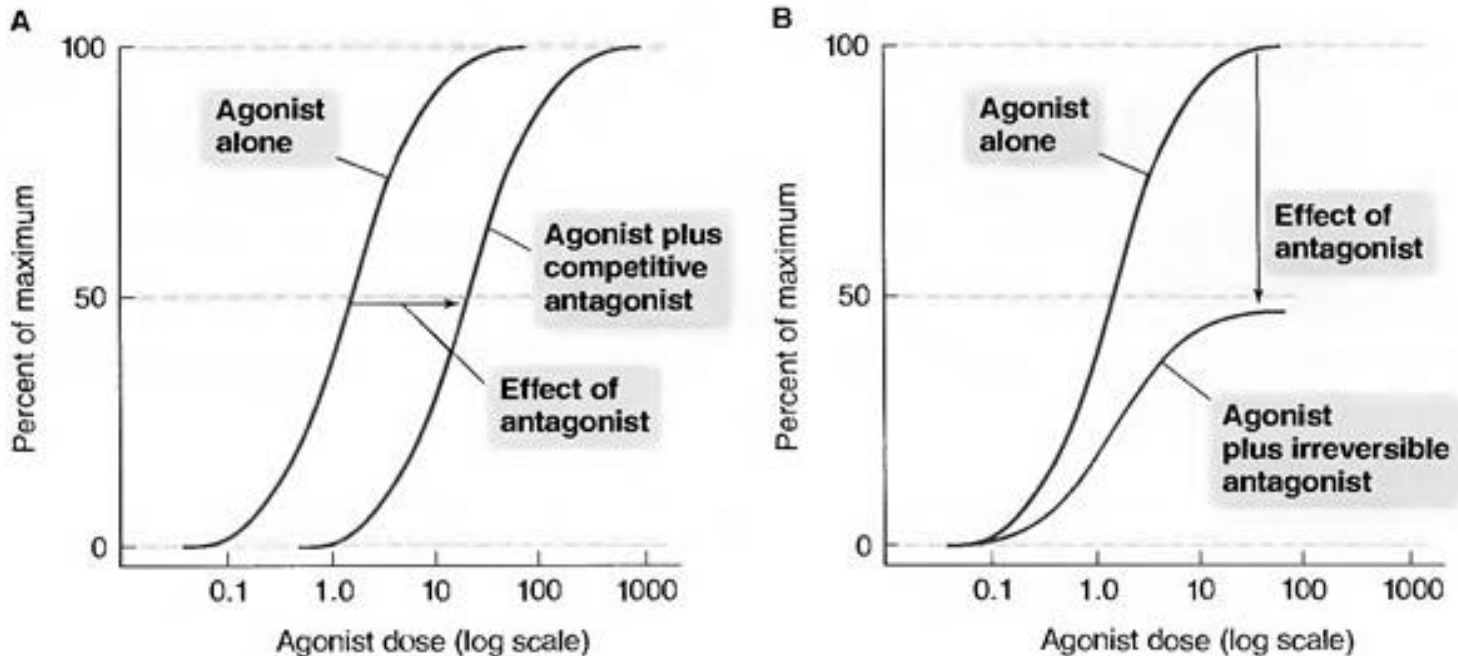 A
100
50
0
Percent of maximum
Agonist
alone
Agonist plus
competitive
antagonist
Effect of
antagonist
0.1 1.0 10 100 1000
Agonist dose (log scale)
B
100
50
0
Percent of maximum
Agonist
alone
Effect of
antagonist
Agonist
plus irreversible
antagonist
0.1 1.0 10 100 1000
Agonist dose (log scale)